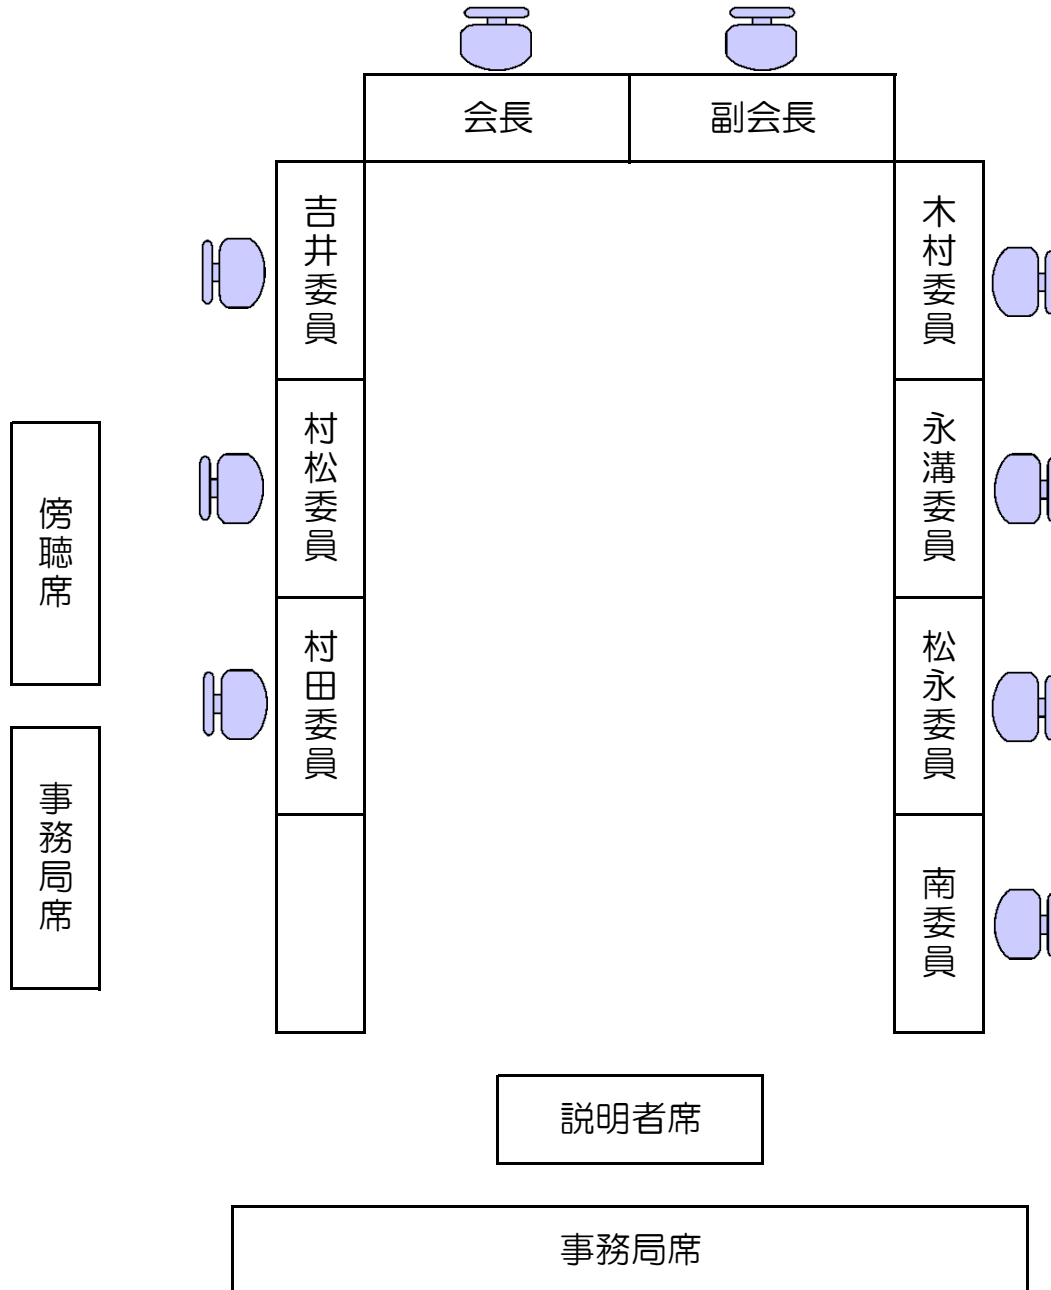 会長
副会長
吉井委員
木村委員
村松委員
永溝委員
傍聴席
村田委員
松永委員
事務局席
南委員
説明者席
事務局席